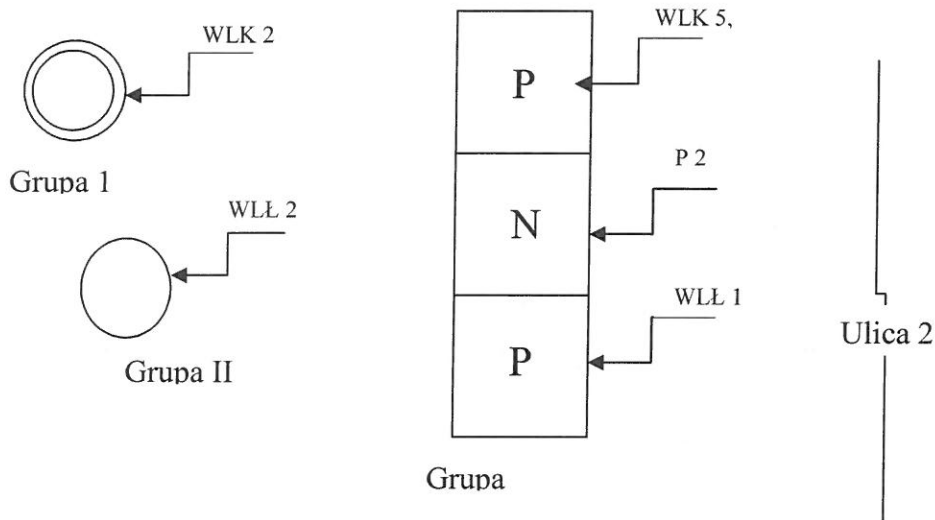 WLK 2
Grupa 1
WLŁ 2
Grupa II
WLK 5,
P
P 2
N
WLŁ 1
P
Grupa
Ulica 2